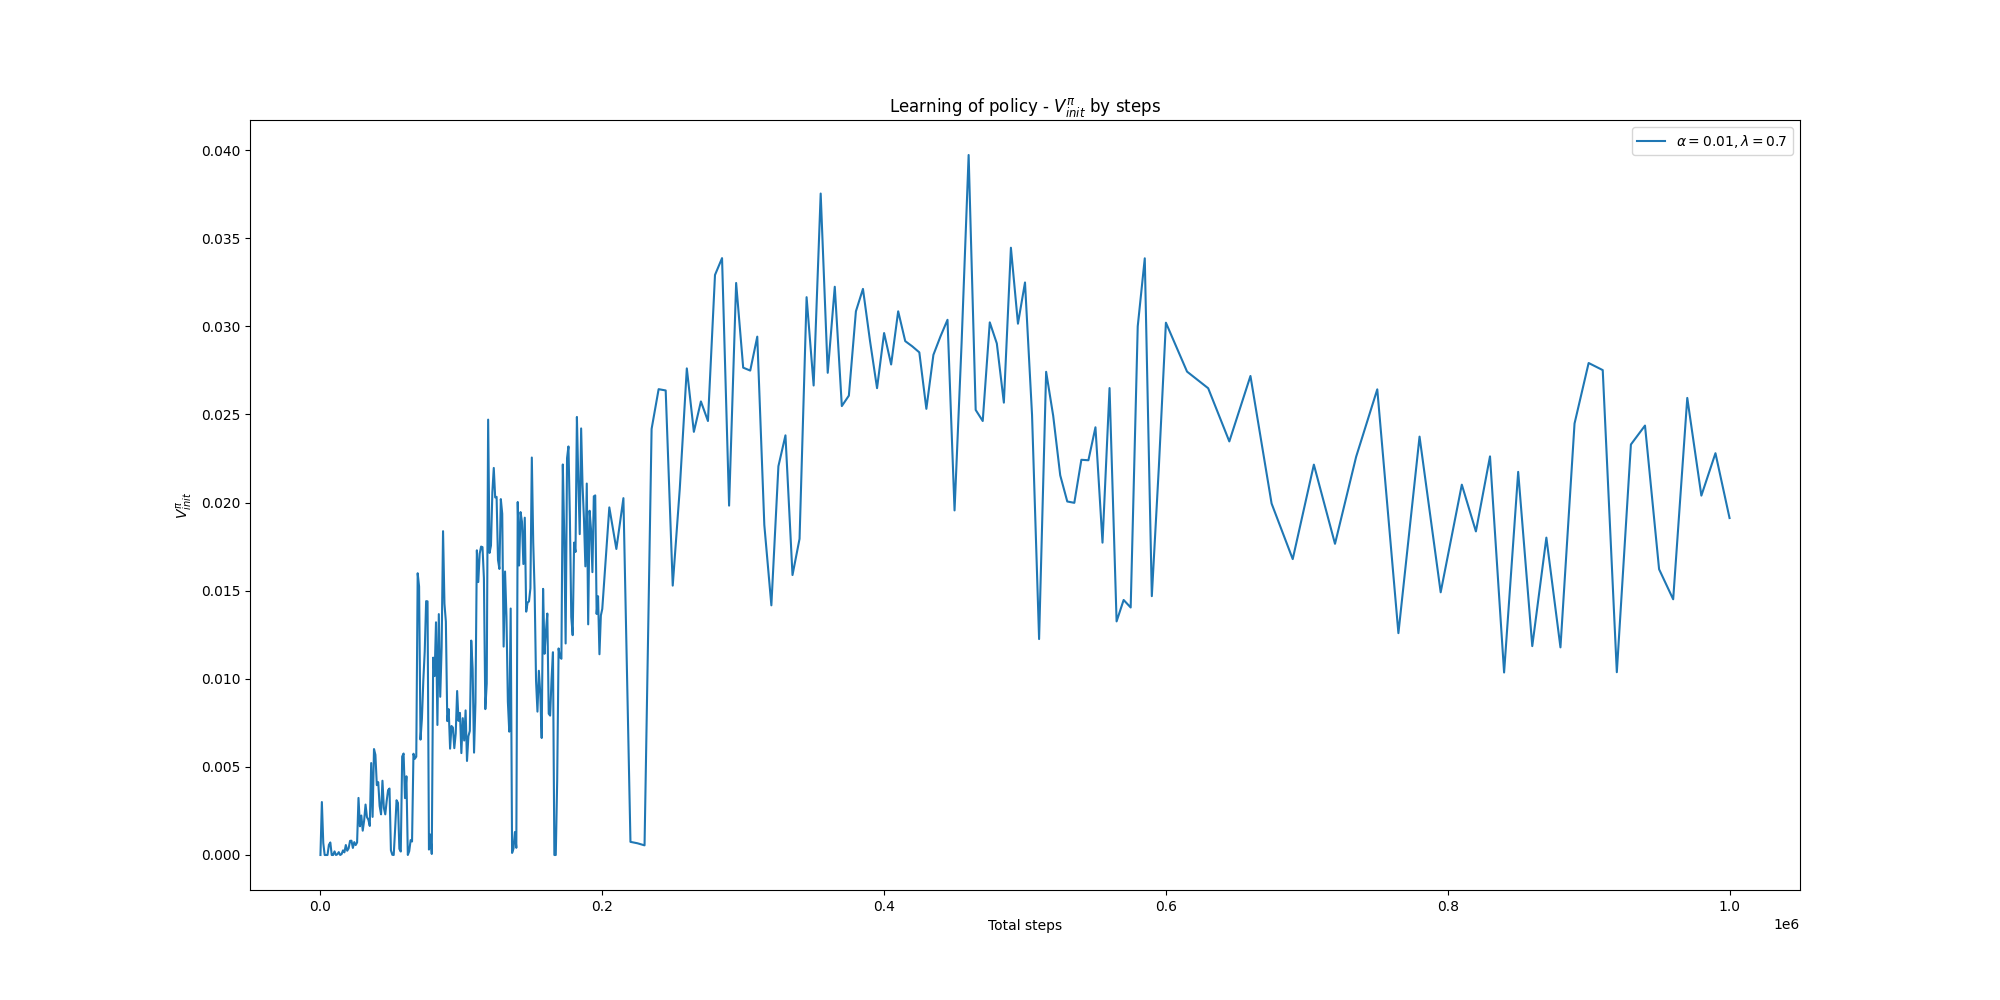 Learning of policy - $V_{init}^{\pi}$ by steps
α = 0.01, λ = 0.7
0.040
0.035
0.030
0.025
0.020
0.015
0.010
0.005
0.000
$V_{init}^{\pi}$
0.0 0.2 0.4 0.6 0.8 1.0
1e6
Total steps